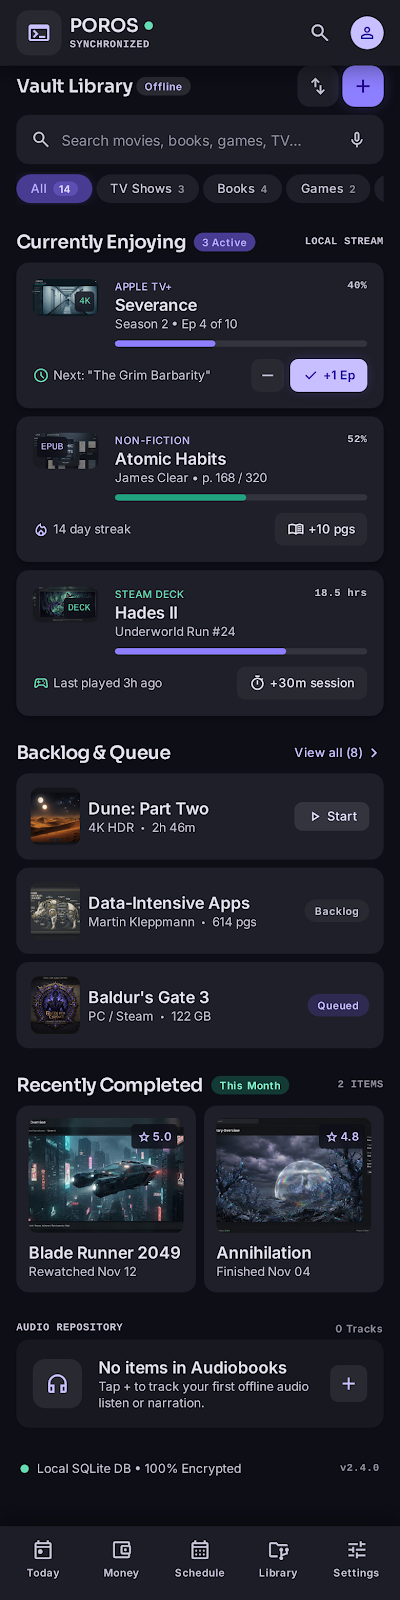 POROS
SYNCHRONIZED
Vault Library Offline
Search movies, books, games, TV...
All 14 TV Shows 3 Books 4 Games 2
Currently Enjoying 3 Active LOCAL STREAM
4K
APPLE TV+ 40%
Severance
Season 2 • Ep 4 of 10
Next: "The Grim Barbarity" +1 Ep
EPUB
NON-FICTION 52%
Atomic Habits
James Clear • p. 168 / 320
14 day streak +10 pgs
DECK
STEAM DECK 18.5 hrs
Hades II
Underworld Run #24
Last played 3h ago +30m session
Backlog & Queue View all (8)
Dune: Part Two
4K HDR • 2h 46m
Start
Data-Intensive Apps
Martin Kleppmann • 614 pgs
Backlog
Baldur's Gate 3
PC / Steam • 122 GB
Queued
Recently Completed This Month 2 ITEMS
5.0
Blade Runner 2049
Rewatched Nov 12
4.8
Annihilation
Finished Nov 04
AUDIO REPOSITORY 0 Tracks
No items in Audiobooks
Tap + to track your first offline audio
listen or narration.
Local SQLite DB • 100% Encrypted v2.4.0
Today Money Schedule Library Settings